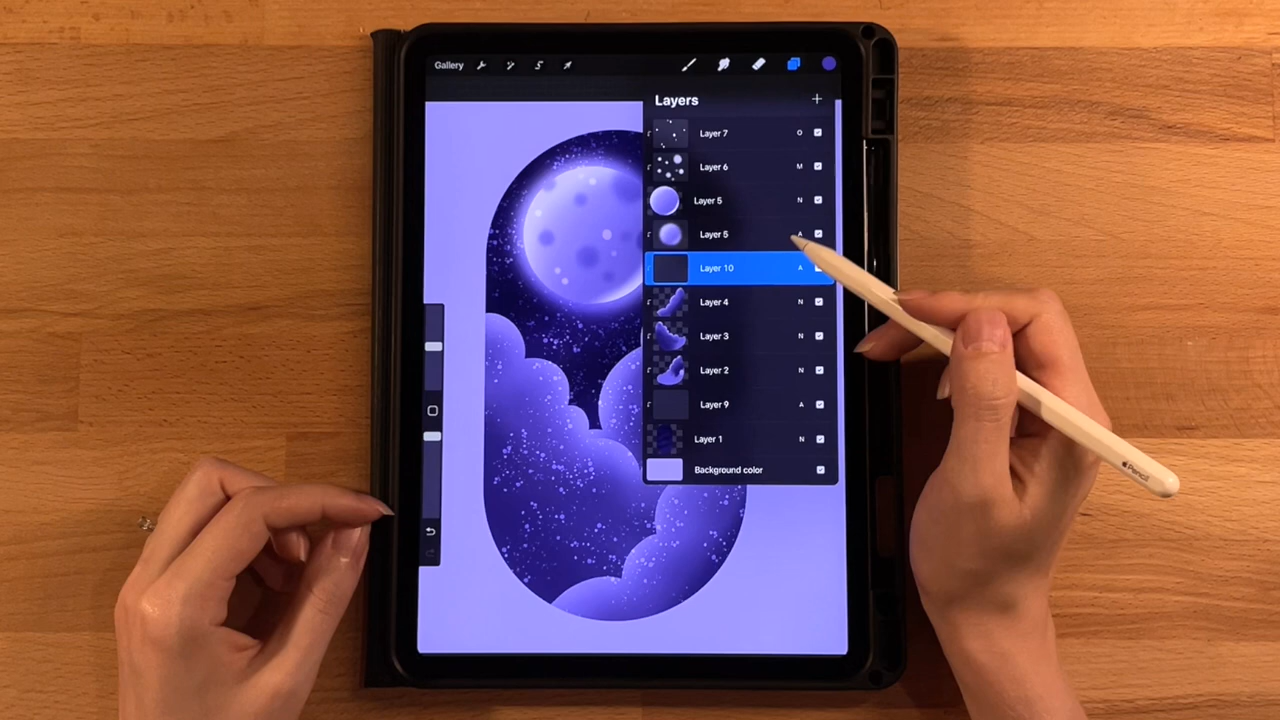 Gallery
Layers +
Layer 7 O
Layer 6 M
Layer 5 N
Layer 5 A
Layer 10 A
Layer 4 N
Layer 3 N
Layer 2 N
Layer 9 A
Layer 1 N
Background color
Pencil